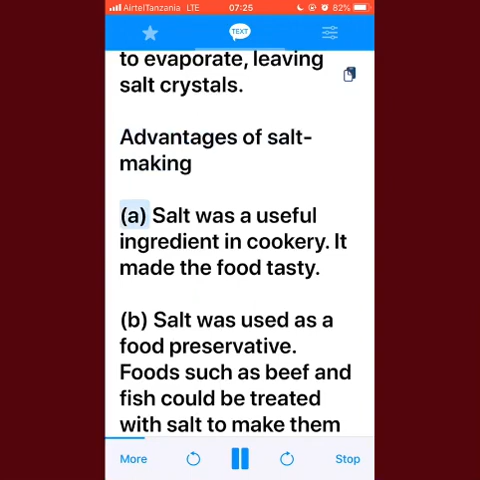 AirtelTanzania LTE 07:25 82%
TEXT
to evaporate, leaving
salt crystals.
Advantages of salt-
making
(a) Salt was a useful
ingredient in cookery. It
made the food tasty.
(b) Salt was used as a
food preservative.
Foods such as beef and
fish could be treated
with salt to make them
More Stop